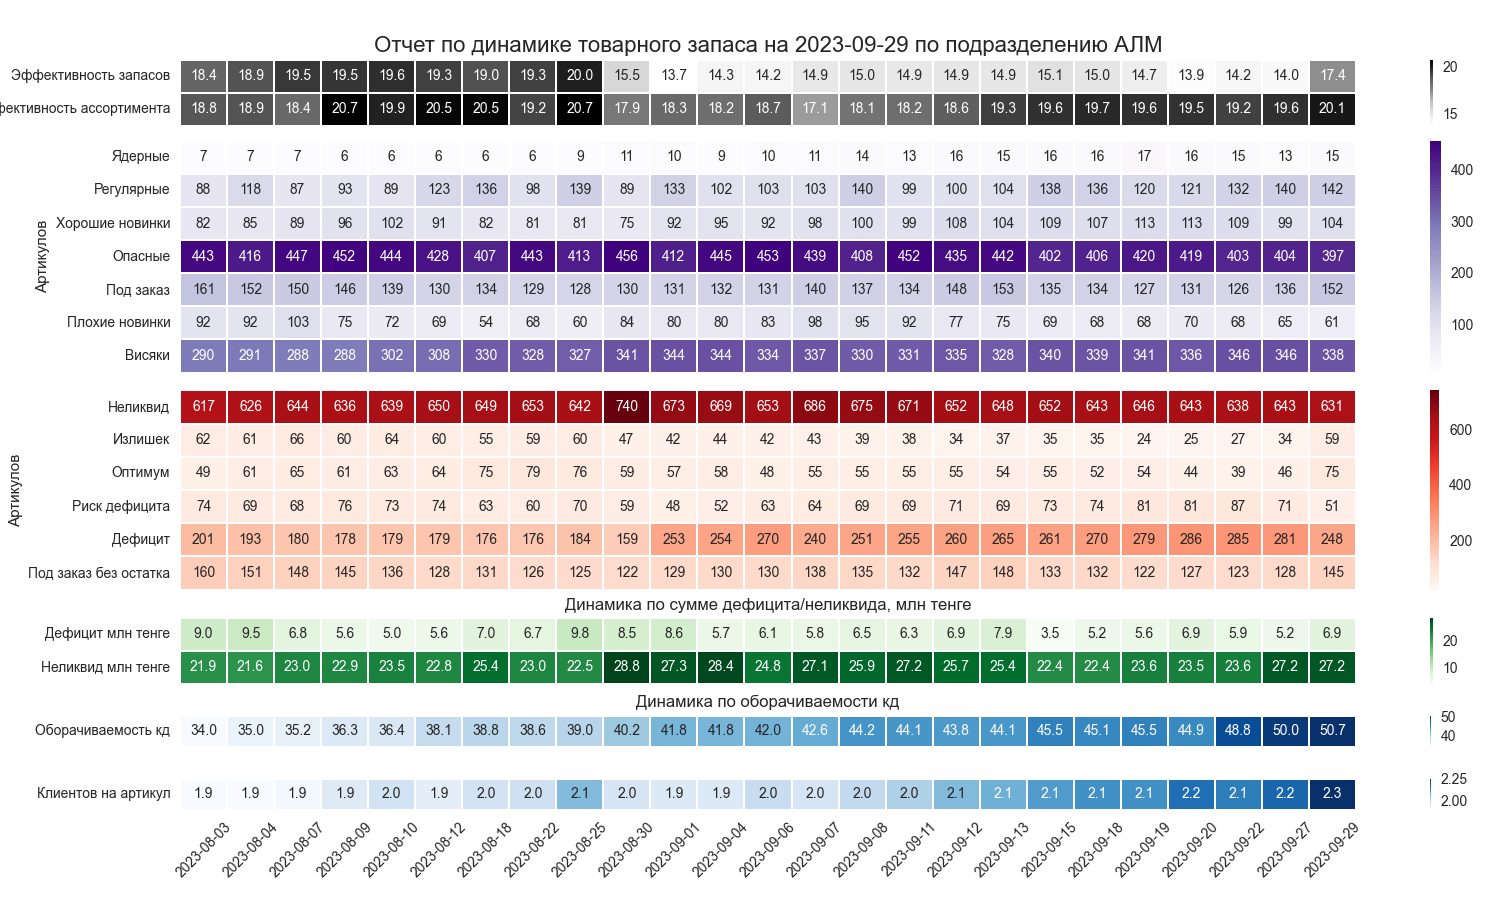 Отчет по динамике товарного запаса на 2023-09-29 по подразделению АЛМ
Эффективность запасов 18.4 18.9 19.5 19.5 19.6 19.3 19.0 19.3 20.0 15.5 13.7 14.3 14.2 14.9 15.0 14.9 14.9 14.9 15.1 15.0 14.7 13.9 14.2 14.0 17.4
фективность ассортимента 18.8 18.9 18.4 20.7 19.9 20.5 20.5 19.2 20.7 17.9 18.3 18.2 18.7 17.1 18.1 18.2 18.6 19.3 19.6 19.7 19.6 19.5 19.2 19.6 20.1
20
15
Артикулов
Ядерные 7 7 7 6 6 6 6 6 9 11 10 9 10 11 14 13 16 15 16 16 17 16 15 13 15
Регулярные 88 118 87 93 89 123 136 98 139 89 133 102 103 103 140 99 100 104 138 136 120 121 132 140 142
Хорошие новинки 82 85 89 96 102 91 82 81 81 75 92 95 92 98 100 99 108 104 109 107 113 113 109 99 104
Опасные 443 416 447 452 444 428 407 443 413 456 412 445 453 439 408 452 435 442 402 406 420 419 403 404 397
Под заказ 161 152 150 146 139 130 134 129 128 130 131 132 131 140 137 134 148 153 135 134 127 131 126 136 152
Плохие новинки 92 92 103 75 72 69 54 68 60 84 80 80 83 98 95 92 77 75 69 68 68 70 68 65 61
Висяки 290 291 288 288 302 308 330 328 327 341 344 344 334 337 330 331 335 328 340 339 341 336 346 346 338
400
300
200
100
Артикулов
Неликвид 617 626 644 636 639 650 649 653 642 740 673 669 653 686 675 671 652 648 652 643 646 643 638 643 631
Излишек 62 61 66 60 64 60 55 59 60 47 42 44 42 43 39 38 34 37 35 35 24 25 27 34 59
Оптимум 49 61 65 61 63 64 75 79 76 59 57 58 48 55 55 55 55 54 55 52 54 44 39 46 75
Риск дефицита 74 69 68 76 73 74 63 60 70 59 48 52 63 64 69 69 71 69 73 74 81 81 87 71 51
Дефицит 201 193 180 178 179 179 176 176 184 159 253 254 270 240 251 255 260 265 261 270 279 286 285 281 248
Под заказ без остатка 160 151 148 145 136 128 131 126 125 122 129 130 130 138 135 132 147 148 133 132 122 127 123 128 145
600
400
200
Динамика по сумме дефицита/неликвида, млн тенге
Дефицит млн тенге 9.0 9.5 6.8 5.6 5.0 5.6 7.0 6.7 9.8 8.5 8.6 5.7 6.1 5.8 6.5 6.3 6.9 7.9 3.5 5.2 5.6 6.9 5.9 5.2 6.9
Неликвид млн тенге 21.9 21.6 23.0 22.9 23.5 22.8 25.4 23.0 22.5 28.8 27.3 28.4 24.8 27.1 25.9 27.2 25.7 25.4 22.4 22.4 23.6 23.5 23.6 27.2 27.2
20
10
Динамика по оборачиваемости кд
Оборачиваемость кд 34.0 35.0 35.2 36.3 36.4 38.1 38.8 38.6 39.0 40.2 41.8 41.8 42.0 42.6 44.2 44.1 43.8 44.1 45.5 45.1 45.5 44.9 48.8 50.0 50.7
50
40
Клиентов на артикул 1.9 1.9 1.9 1.9 2.0 1.9 2.0 2.0 2.1 2.0 1.9 1.9 2.0 2.0 2.0 2.0 2.1 2.1 2.1 2.1 2.1 2.2 2.1 2.2 2.3
2.25
2.00
2023-08-03 2023-08-04 2023-08-07 2023-08-09 2023-08-10 2023-08-12 2023-08-18 2023-08-22 2023-08-25 2023-08-30 2023-09-01 2023-09-04 2023-09-06 2023-09-07 2023-09-08 2023-09-11 2023-09-12 2023-09-13 2023-09-15 2023-09-18 2023-09-19 2023-09-20 2023-09-22 2023-09-27 2023-09-29